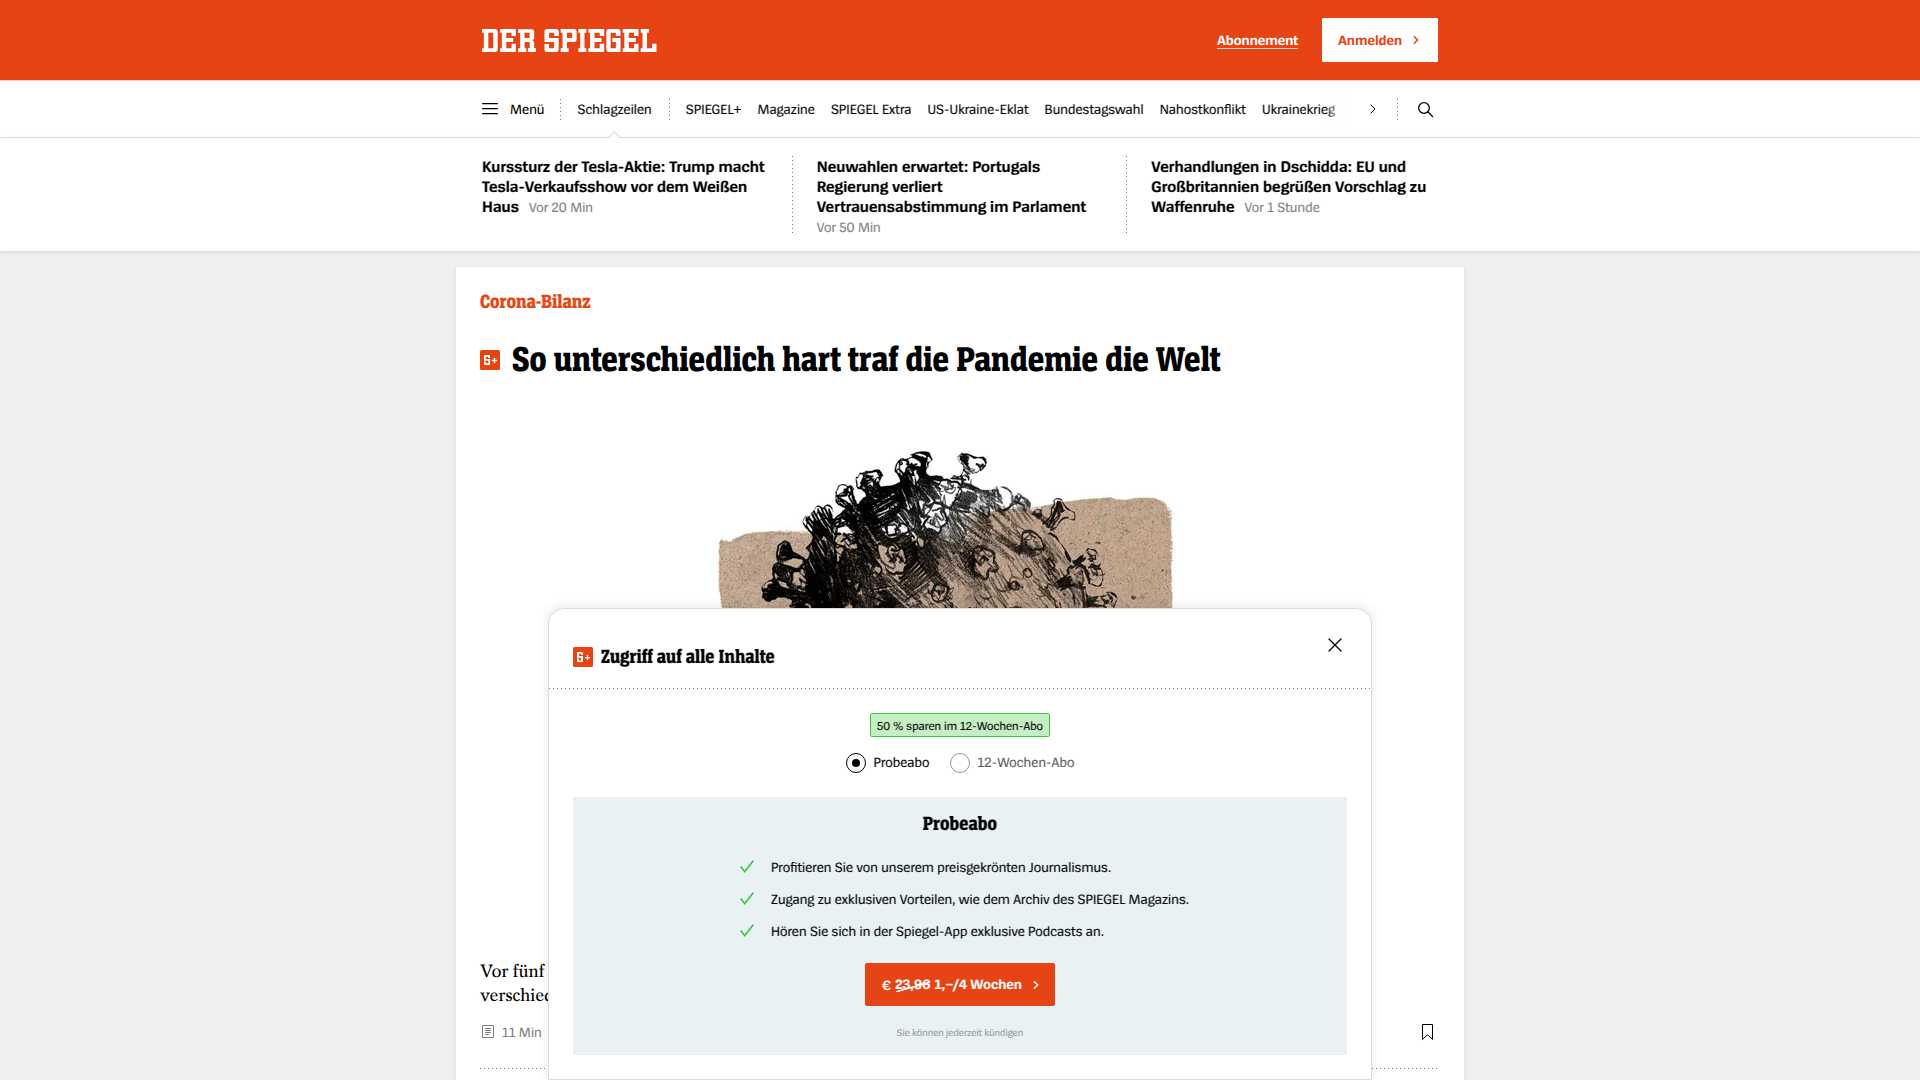 DER SPIEGEL
Abonnement
Anmelden
Menü
Schlagzeilen
SPIEGEL+
Magazine
SPIEGEL Extra
US-Ukraine-Eklat
Bundestagswahl
Nahostkonflikt
Ukrainekrieg
Kurssturz der Tesla-Aktie: Trump macht
Tesla-Verkaufsshow vor dem Weißen
Haus Vor 20 Min
Neuwahlen erwartet: Portugals
Regierung verliert
Vertrauensabstimmung im Parlament
Vor 50 Min
Verhandlungen in Dschidda: EU und
Großbritannien begrüßen Vorschlag zu
Waffenruhe Vor 1 Stunde
Corona-Bilanz
So unterschiedlich hart traf die Pandemie die Welt
Zugriff auf alle Inhalte
50 % sparen im 12-Wochen-Abo
Probeabo
12-Wochen-Abo
Probeabo
Profitieren Sie von unserem preisgekrönten Journalismus.
Zugang zu exklusiven Vorteilen, wie dem Archiv des SPIEGEL Magazins.
Hören Sie sich in der Spiegel-App exklusive Podcasts an.
€ 23,96 1,–/4 Wochen
Sie können jederzeit kündigen
Vor fünf
11 Min